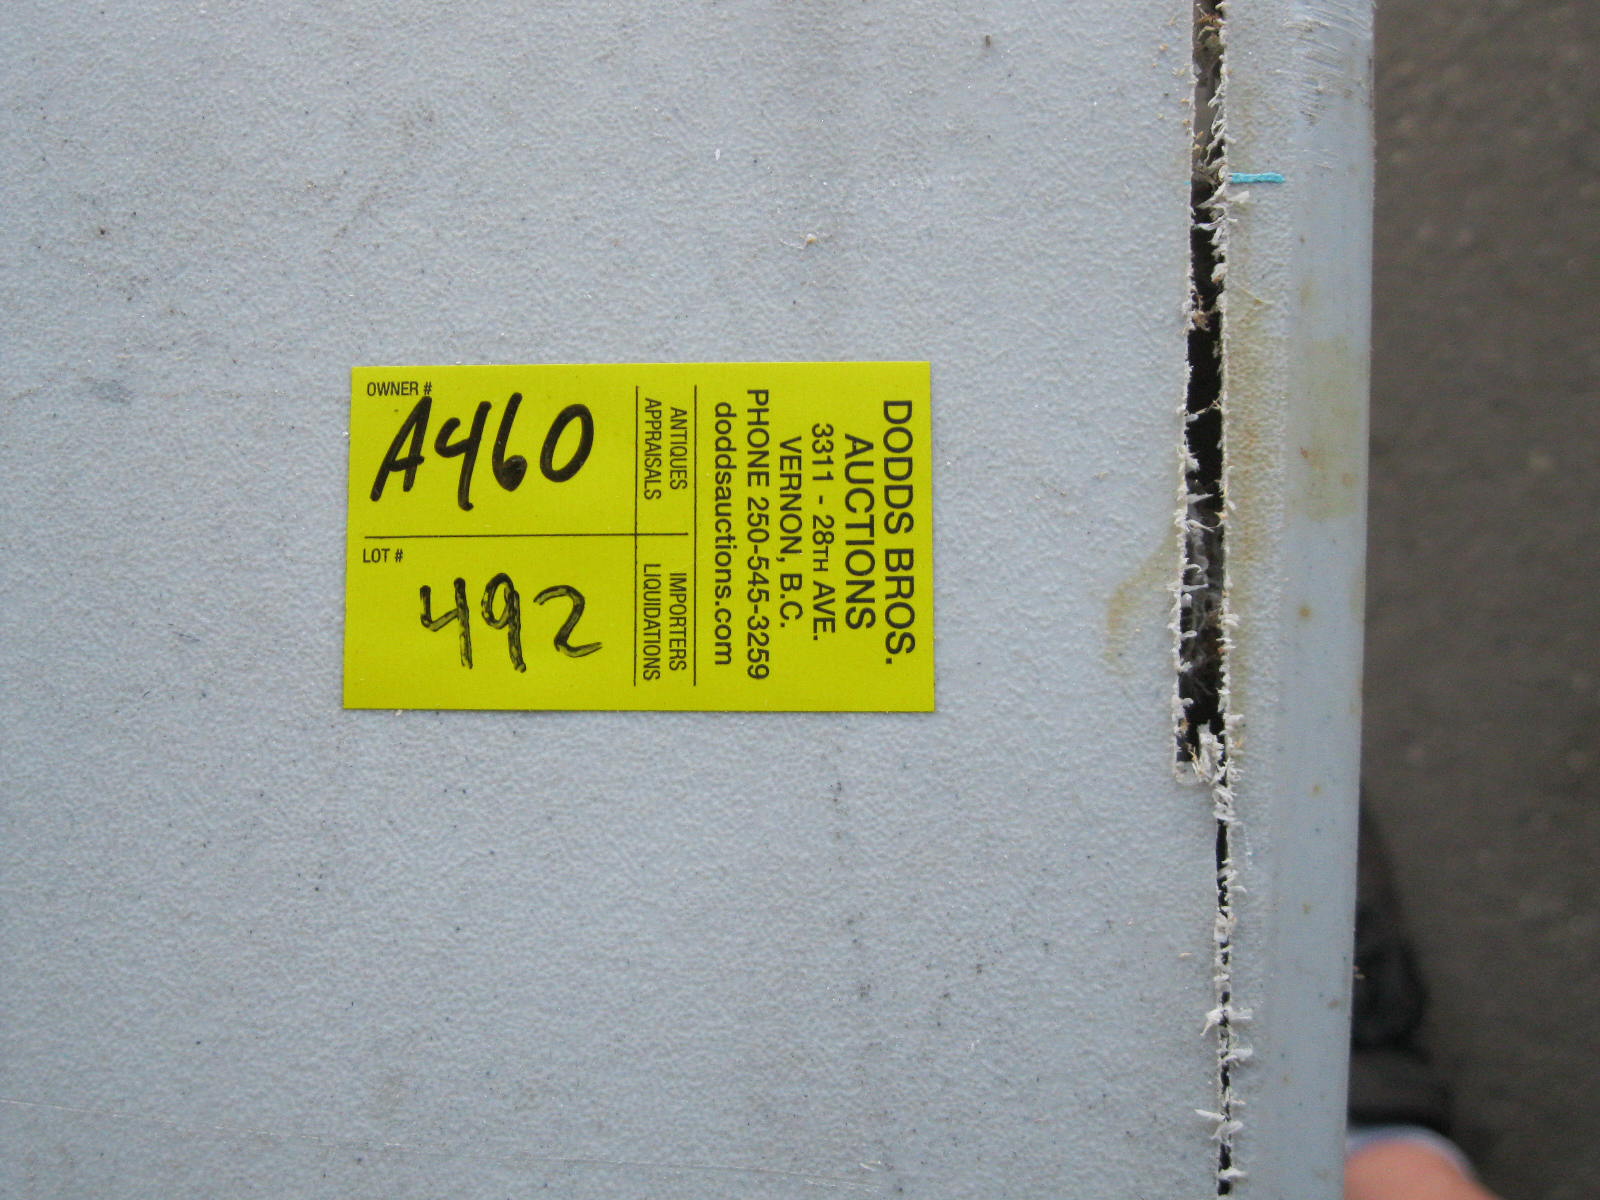 DODDS BROS.
AUCTIONS
3311 - 28TH AVE.
VERNON, B.C.
PHONE 250-545-3259
doddsauctions.com
ANTIQUES IMPORTERS
APPRAISALS LIQUIDATIONS
OWNER #
A460
LOT #
492